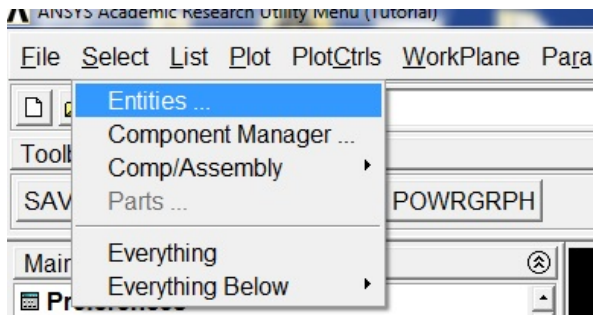 ANSYS Academic Research Utility Menu (Tutorial)
File Select List Plot PlotCtrls WorkPlane Para
Entities ...
Component Manager ...
Toolb
Comp/Assembly
SAV
Parts ...
POWRGRPH
Everything
Main
Everything Below
Preferences